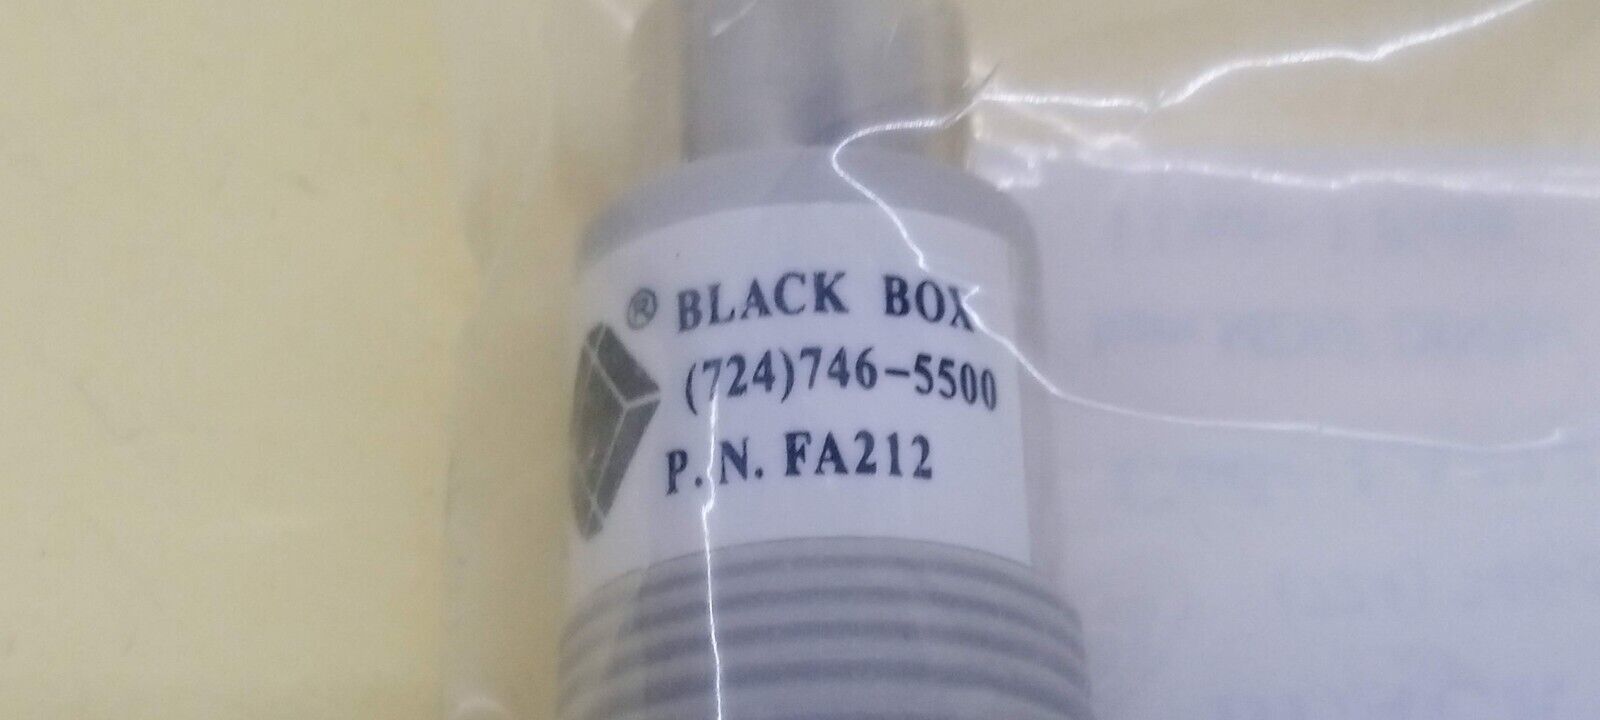 ® BLACK BOX
(724)746-5500
P.N. FA212